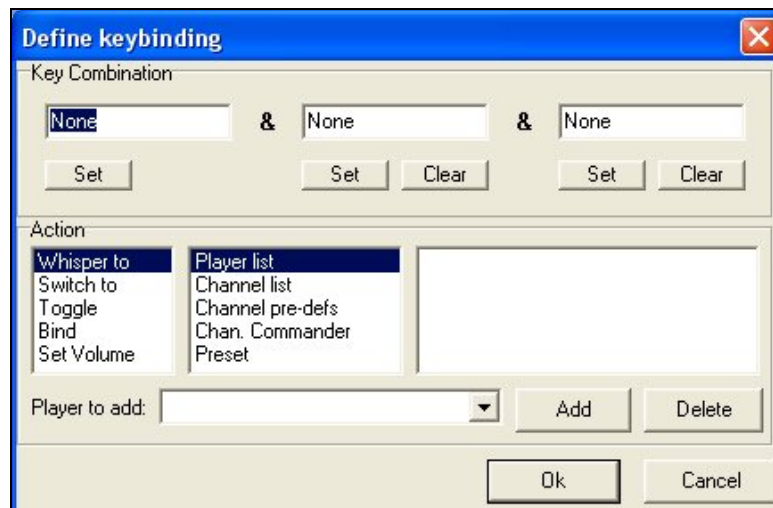 Define keybinding
Key Combination
None & None & None
Set Set Clear Set Clear
Action
Whisper to Player list
Switch to Channel list
Toggle Channel pre-defs
Bind Chan. Commander
Set Volume Preset
Player to add: Add Delete
Ok Cancel